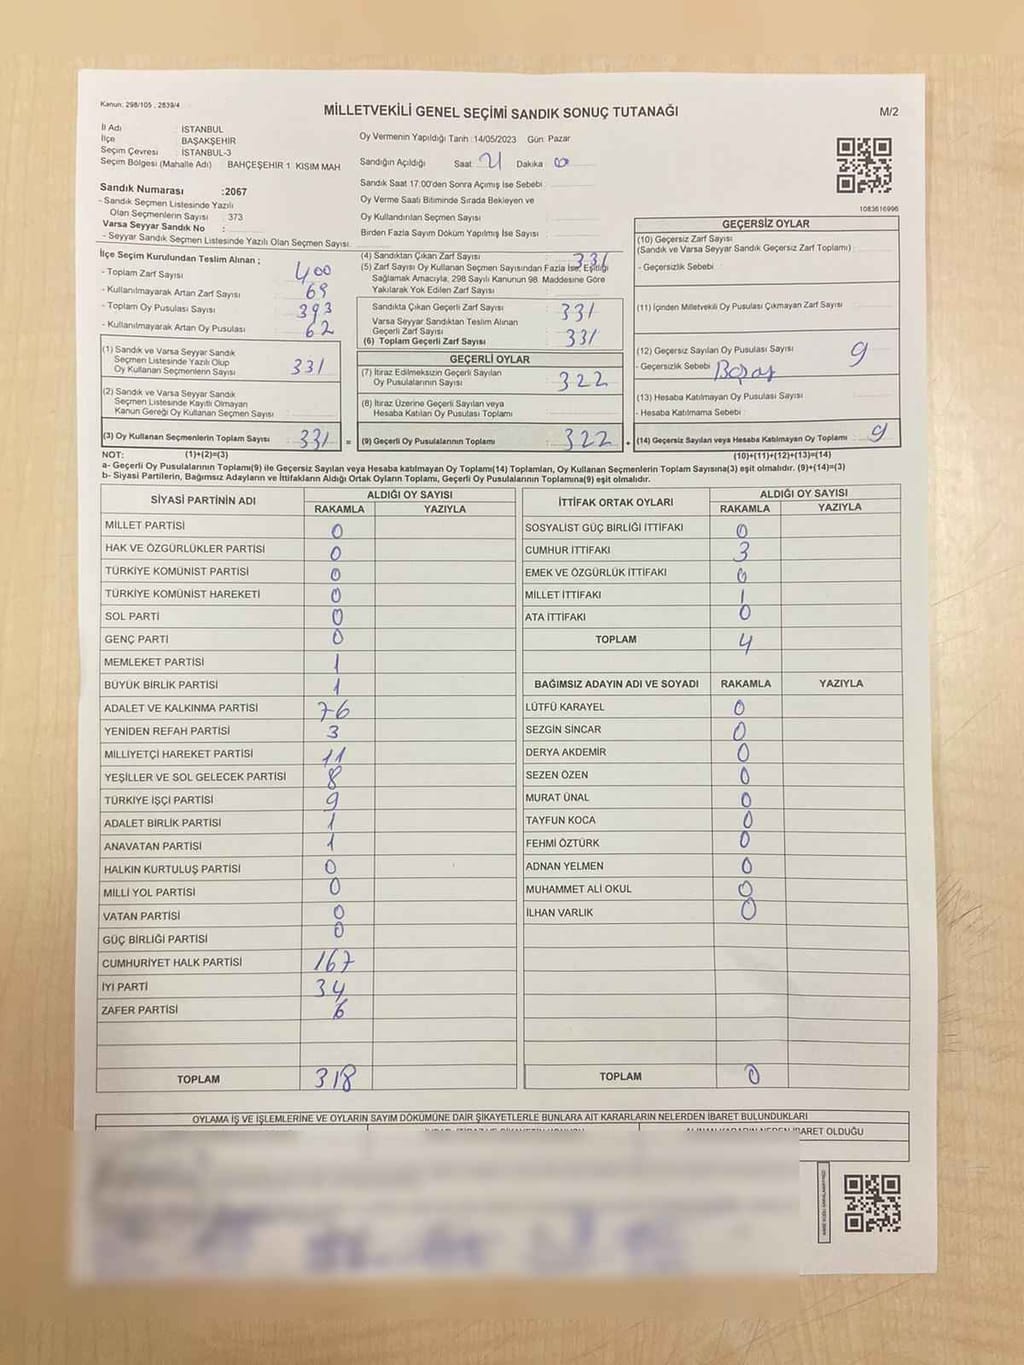 Kanun: 298/105 , 2839/4
MİLLETVEKİLİ GENEL SEÇİMİ SANDIK SONUÇ TUTANAĞI
M/2
İl Adı : İSTANBUL
İlçe : BAŞAKŞEHİR
Seçim Çevresi : İSTANBUL-3
Seçim Bölgesi (Mahalle Adı) : BAHÇEŞEHİR 1. KISIM MAH
Oy Vermenin Yapıldığı Tarih :14/05/2023 Gün: Pazar
Sandığın Açıldığı Saat: 21 Dakika: 00
Sandık Saat 17:00'den Sonra Açımış İse Sebebi :
Oy Verme Saati Bitiminde Sırada Bekleyen ve
Oy Kullandırılan Seçmen Sayısı :
Birden Fazla Sayım Döküm Yapılmış İse Sayısı :
1083616996
Sandık Numarası :2067
- Sandık Seçmen Listesinde Yazılı
Olan Seçmenlerin Sayısı : 373
Varsa Seyyar Sandık No :
- Seyyar Sandık Seçmen Listesinde Yazılı Olan Seçmen Sayısı:
İlçe Seçim Kurulundan Teslim Alınan ;
- Toplam Zarf Sayısı : 400
- Kullanılmayarak Artan Zarf Sayısı : 69
- Toplam Oy Pusulası Sayısı : 393
- Kullanılmayarak Artan Oy Pusulası : 62
(4) Sandıktan Çıkan Zarf Sayısı : 331
(5) Zarf Sayısı Oy Kullanan Seçmen Sayısından Fazla İse, Eşitliği
Sağlamak Amacıyla, 298 Sayılı Kanunun 98. Maddesine Göre
Yakılarak Yok Edilen Zarf Sayısı :
Sandıkta Çıkan Geçerli Zarf Sayısı : 331
Varsa Seyyar Sandıktan Teslim Alınan
Geçerli Zarf Sayısı :
(6) Toplam Geçerli Zarf Sayısı : 331
GEÇERSİZ OYLAR
(10) Geçersiz Zarf Sayısı
(Sandık ve Varsa Seyyar Sandık Geçersiz Zarf Toplamı) :
- Geçersizlik Sebebi :
(11) İçinden Milletvekili Oy Pusulası Çıkmayan Zarf Sayısı :
(12) Geçersiz Sayılan Oy Pusulası Sayısı : 9
- Geçersizlik Sebebi :
(13) Hesaba Katılmayan Oy Pusulası Sayısı :
- Hesaba Katılmama Sebebi :
(14) Geçersiz Sayılan veya Hesaba Katılmayan Oy Toplamı : 9
(10)+(11)+(12)+(13)=(14)
(1) Sandık ve Varsa Seyyar Sandık
Seçmen Listesinde Yazılı Olup
Oy Kullanan Seçmenlerin Sayısı : 331
(2) Sandık ve Varsa Seyyar Sandık
Seçmen Listesinde Kayıtlı Olmayan
Kanun Gereği Oy Kullanan Seçmen Sayısı :
(3) Oy Kullanan Seçmenlerin Toplam Sayısı : 331 =
GEÇERLİ OYLAR
(7) İtiraz Edilmeksizin Geçerli Sayılan
Oy Pusulalarının Sayısı : 322
(8) İtiraz Üzerine Geçerli Sayılan veya
Hesaba Katılan Oy Pusulası Toplamı :
(9) Geçerli Oy Pusulalarının Toplamı : 322
NOT: (1)+(2)=(3)
a- Geçerli Oy Pusulalarının Toplamı(9) ile Geçersiz Sayılan veya Hesaba katılmayan Oy Toplamı(14) Toplamları, Oy Kullanan Seçmenlerin Toplam Sayısına(3) eşit olmalıdır. (9)+(14)=(3)
b- Siyasi Partilerin, Bağımsız Adayların ve İttifakların Aldığı Ortak Oyların Toplamı, Geçerli Oy Pusulalarının Toplamına(9) eşit olmalıdır.
SİYASİ PARTİNİN ADI ALDIĞI OY SAYISI
RAKAMLA YAZIYLA
MİLLET PARTİSİ 0
HAK VE ÖZGÜRLÜKLER PARTİSİ 0
TÜRKİYE KOMÜNİST PARTİSİ 0
TÜRKİYE KOMÜNİST HAREKETİ 0
SOL PARTİ 0
GENÇ PARTİ 0
MEMLEKET PARTİSİ 1
BÜYÜK BİRLİK PARTİSİ 1
ADALET VE KALKINMA PARTİSİ 76
YENİDEN REFAH PARTİSİ 3
MİLLİYETÇİ HAREKET PARTİSİ 11
YEŞİLLER VE SOL GELECEK PARTİSİ 8
TÜRKİYE İŞÇİ PARTİSİ 9
ADALET BİRLİK PARTİSİ 1
ANAVATAN PARTİSİ 1
HALKIN KURTULUŞ PARTİSİ 0
MİLLİ YOL PARTİSİ 0
VATAN PARTİSİ 0
GÜÇ BİRLİĞİ PARTİSİ 0
CUMHURİYET HALK PARTİSİ 167
İYİ PARTİ 34
ZAFER PARTİSİ 6
TOPLAM 318
İTTİFAK ORTAK OYLARI ALDIĞI OY SAYISI
RAKAMLA YAZIYLA
SOSYALİST GÜÇ BİRLİĞİ İTTİFAKI 0
CUMHUR İTTİFAKI 3
EMEK VE ÖZGÜRLÜK İTTİFAKI 0
MİLLET İTTİFAKI 1
ATA İTTİFAKI 0
TOPLAM 4
BAĞIMSIZ ADAYIN ADI VE SOYADI RAKAMLA YAZIYLA
LÜTFÜ KARAYEL 0
SEZGİN SİNCAR 0
DERYA AKDEMİR 0
SEZEN ÖZEN 0
MURAT ÜNAL 0
TAYFUN KOCA 0
FEHMİ ÖZTÜRK 0
ADNAN YELMEN 0
MUHAMMET ALİ OKUL 0
İLHAN VARLIK 0
TOPLAM 0
OYLAMA İŞ VE İŞLEMLERİNE VE OYLARIN SAYIM DÖKÜMÜNE DAİR ŞİKAYETLERLE BUNLARA AİT KARARLARIN NELERDEN İBARET BULUNDUKLARI
İBARET OLDUĞU